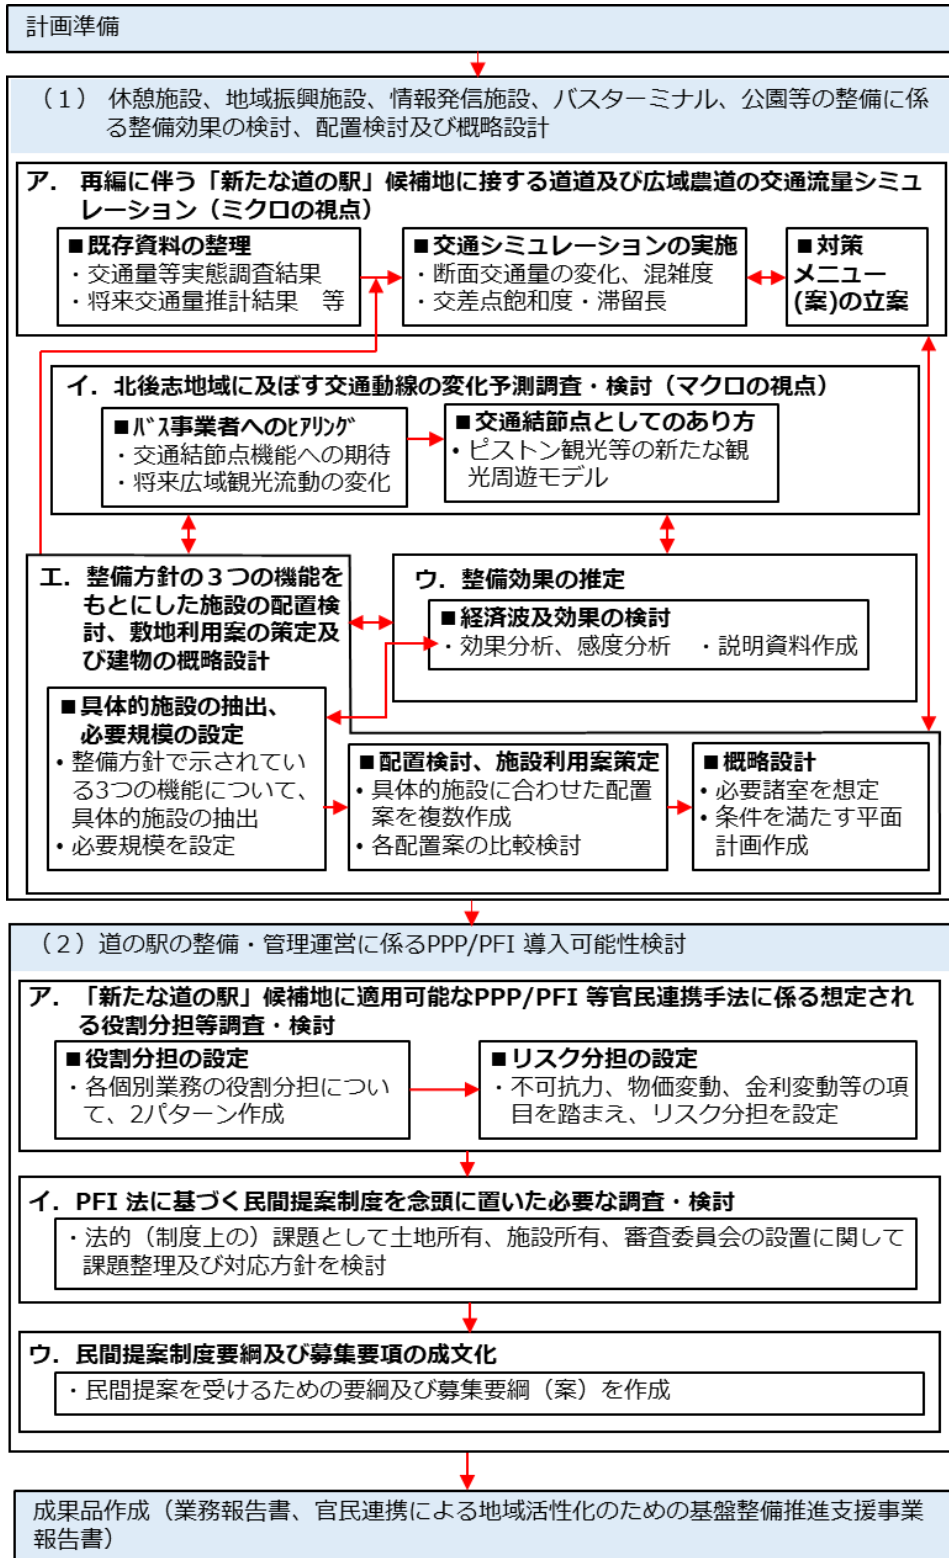 計画準備
（１） 休憩施設、地域振興施設、情報発信施設、バスターミナル、公園等の整備に係
る整備効果の検討、配置検討及び概略設計
ア． 再編に伴う「新たな道の駅」候補地に接する道道及び広域農道の交通流量シミュ
レーション（ミクロの視点）
■既存資料の整理
・交通量等実態調査結果
・将来交通量推計結果　等
■交通シミュレーションの実施
・断面交通量の変化、混雑度
・交差点飽和度・滞留長
■対策
メニュー
(案)の立案
イ．北後志地域に及ぼす交通動線の変化予測調査・検討（マクロの視点）
■ﾊﾞｽ事業者へのﾋｱﾘﾝｸﾞ
・交通結節点機能への期待
・将来広域観光流動の変化
■交通結節点としてのあり方
• ピストン観光等の新たな観
光周遊モデル
エ．整備方針の３つの機能を
もとにした施設の配置検
討、敷地利用案の策定及
び建物の概略設計
ウ．整備効果の推定
■経済波及効果の検討
・効果分析、感度分析　・説明資料作成
■具体的施設の抽出、
必要規模の設定
• 整備方針で示されてい
る3つの機能について、
具体的施設の抽出
• 必要規模を設定
■配置検討、施設利用案策定
• 具体的施設に合わせた配置
案を複数作成
• 各配置案の比較検討
■概略設計
• 必要諸室を想定
• 条件を満たす平面
計画作成
（２）道の駅の整備・管理運営に係るPPP/PFI 導入可能性検討
ア．「新たな道の駅」候補地に適用可能なPPP/PFI 等官民連携手法に係る想定され
る役割分担等調査・検討
■役割分担の設定
・各個別業務の役割分担につい
て、2パターン作成
■リスク分担の設定
・不可抗力、物価変動、金利変動等の項
目を踏まえ、リスク分担を設定
イ．PFI 法に基づく民間提案制度を念頭に置いた必要な調査・検討
・法的（制度上の）課題として土地所有、施設所有、審査委員会の設置に関して
課題整理及び対応方針を検討
ウ．民間提案制度要綱及び募集要項の成文化
・民間提案を受けるための要綱及び募集要綱（案）を作成
成果品作成（業務報告書、官民連携による地域活性化のための基盤整備推進支援事業
報告書）